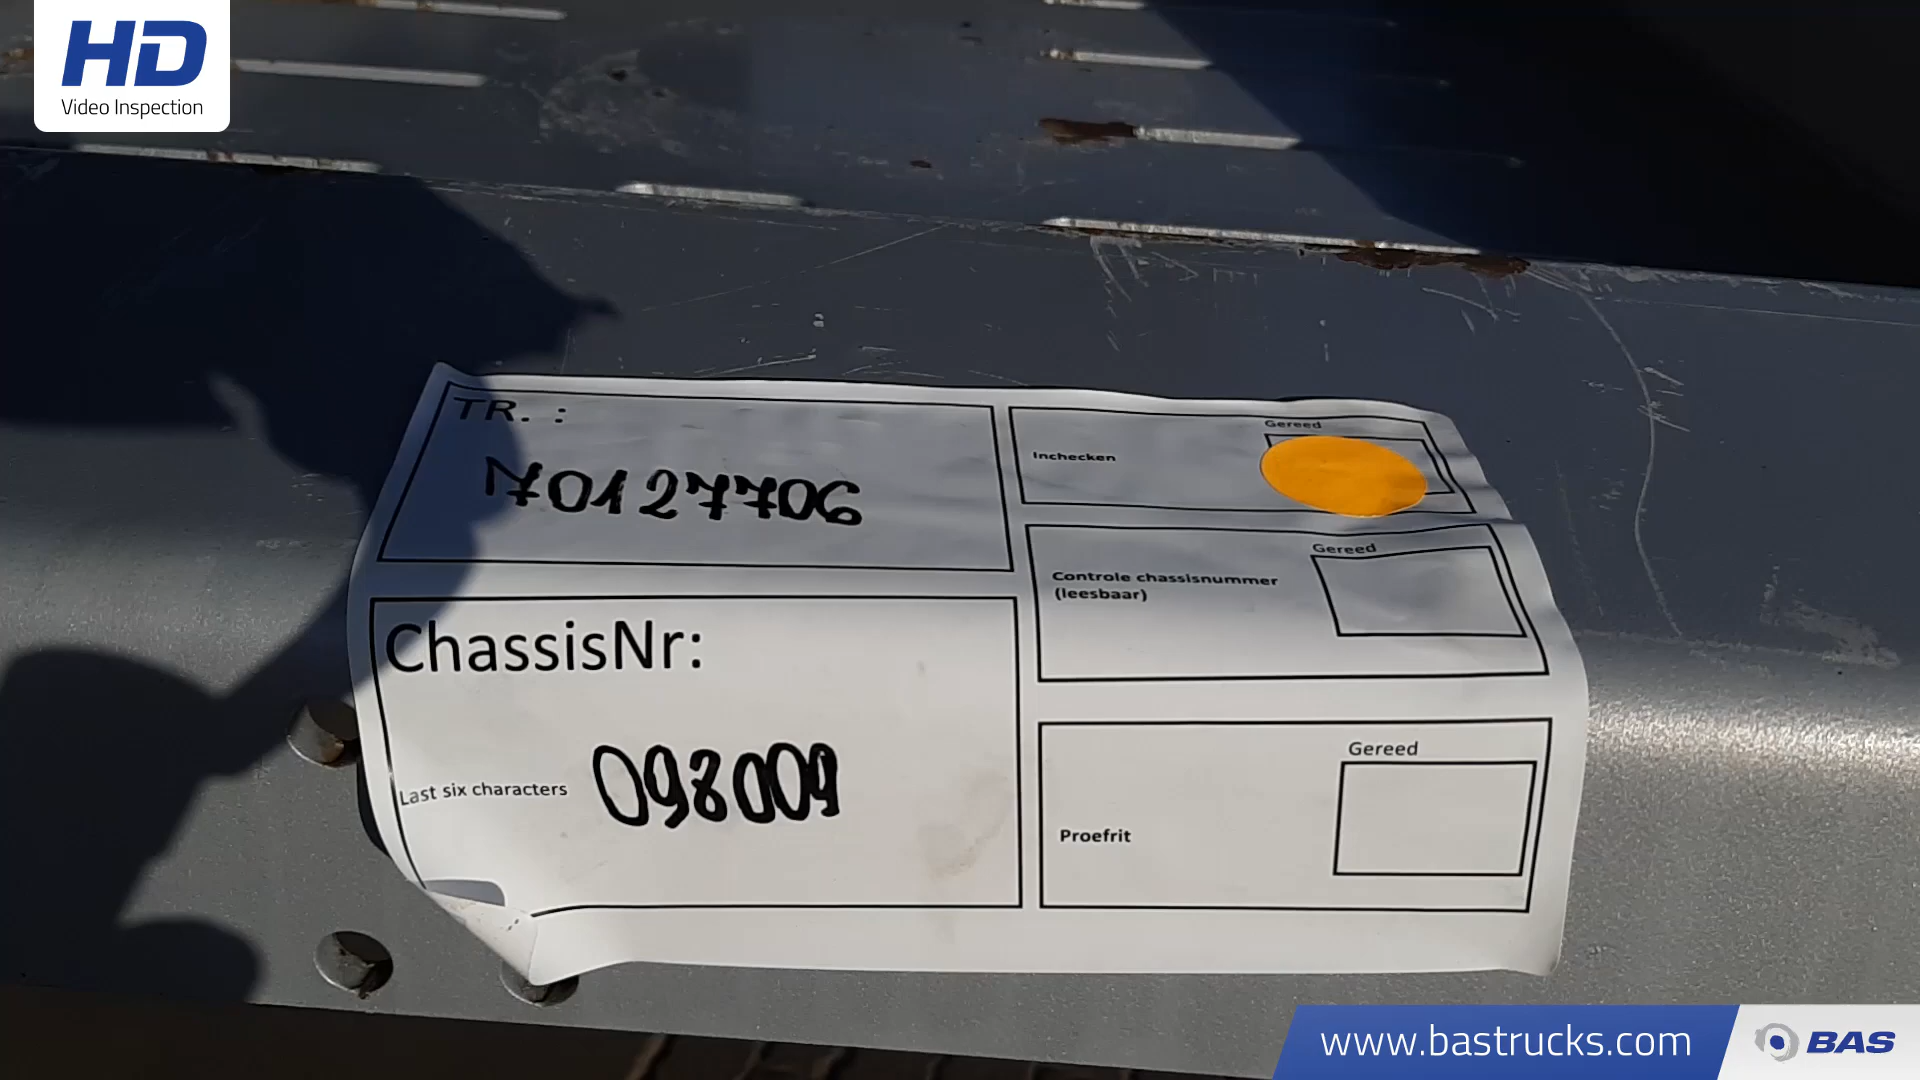 HD
Video Inspection
TR. :
70127706
ChassisNr:
Last six characters
098009
Gereed
Inchecken
Gereed
Controle chassisnummer
(leesbaar)
Gereed
Proefrit
www.bastrucks.com
BAS